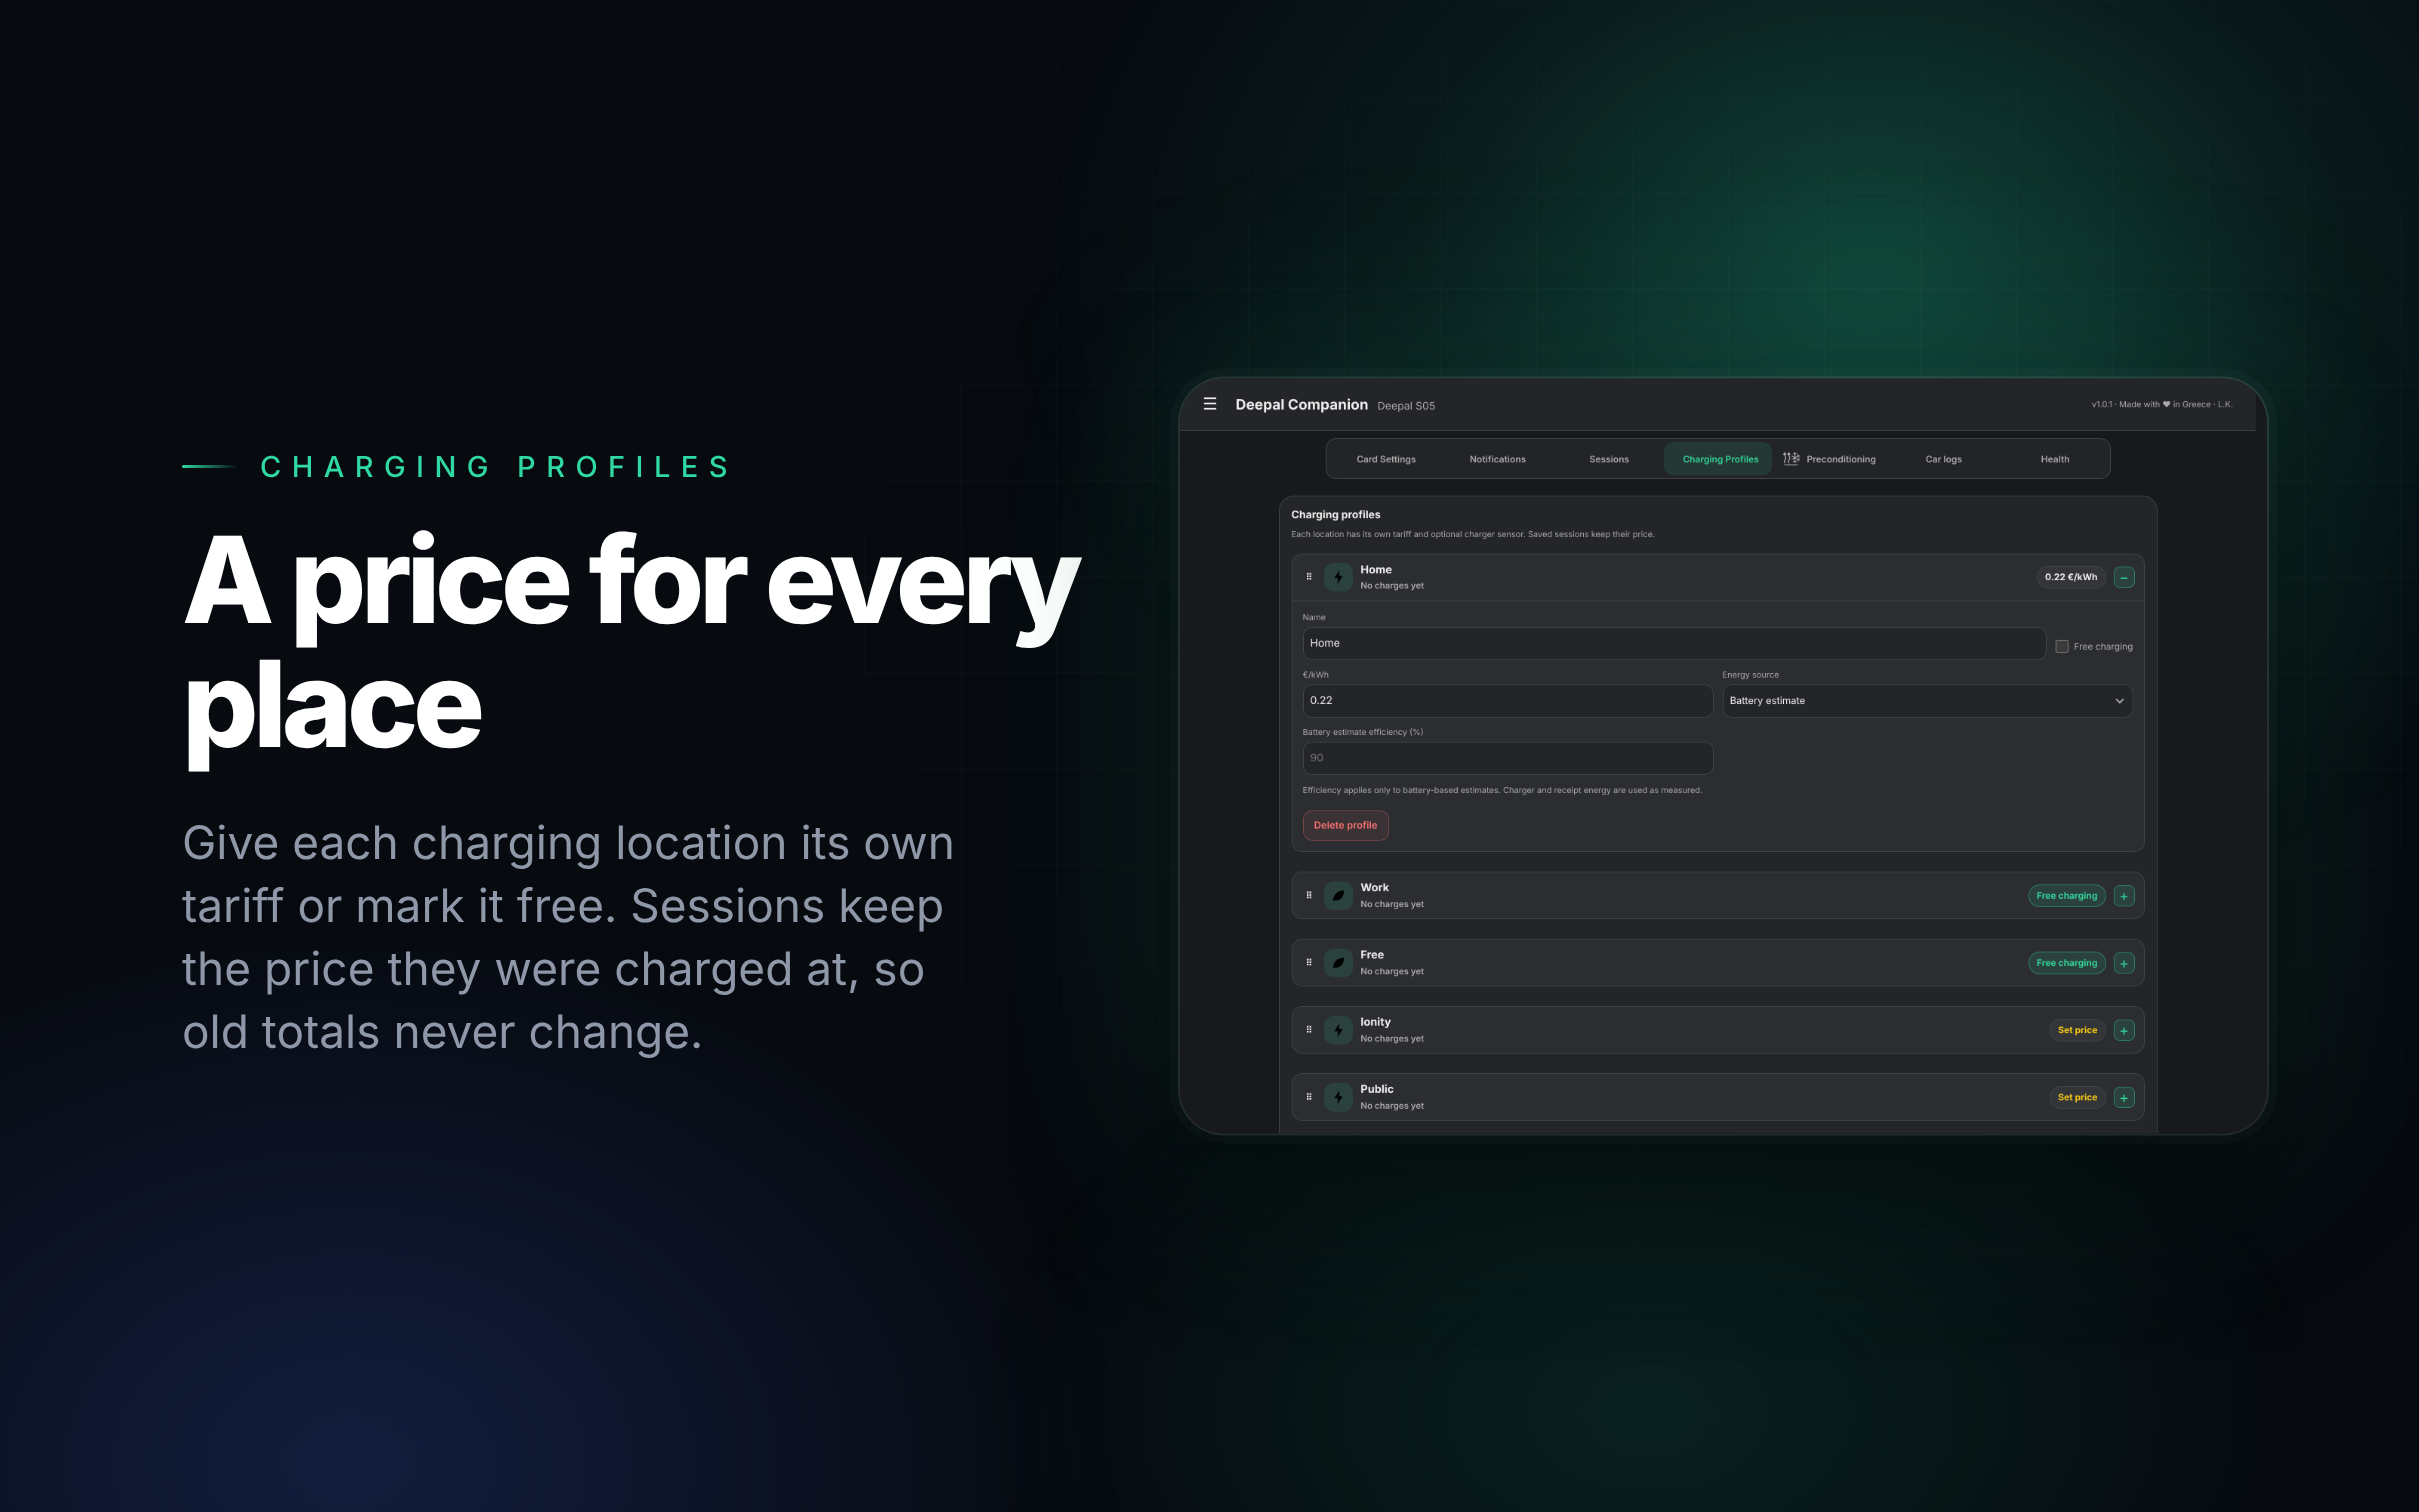 CHARGING PROFILES
A price for every
place
Give each charging location its own
tariff or mark it free. Sessions keep
the price they were charged at, so
old totals never change.
Deepal Companion Deepal S05
v1.0.1 · Made with ♥ in Greece · L.K.
Card Settings Notifications Sessions Charging Profiles Preconditioning Car logs Health
Charging profiles
Each location has its own tariff and optional charger sensor. Saved sessions keep their price.
Home
No charges yet
0.22 €/kWh
Name
Home
Free charging
€/kWh
0.22
Energy source
Battery estimate
Battery estimate efficiency (%)
90
Efficiency applies only to battery-based estimates. Charger and receipt energy are used as measured.
Delete profile
Work
No charges yet
Free charging
Free
No charges yet
Free charging
Ionity
No charges yet
Set price
Public
No charges yet
Set price